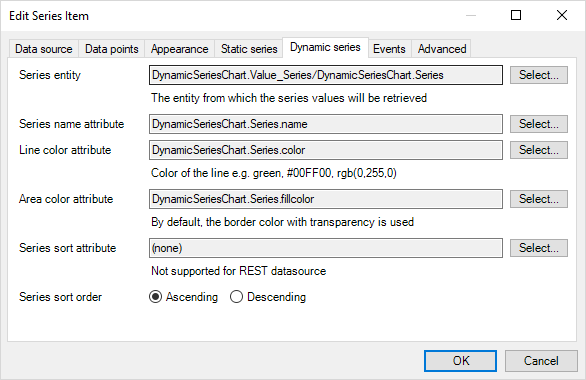 Edit Series Item
Data source Data points Appearance Static series Dynamic series Events Advanced
Series entity DynamicSeriesChart.Value_Series/DynamicSeriesChart.Series Select...
The entity from which the series values will be retrieved
Series name attribute DynamicSeriesChart.Series.name Select...
Line color attribute DynamicSeriesChart.Series.color Select...
Color of the line e.g. green, #00FF00, rgb(0,255,0)
Area color attribute DynamicSeriesChart.Series.fillcolor Select...
By default, the border color with transparency is used
Series sort attribute (none) Select...
Not supported for REST datasource
Series sort order Ascending Descending
OK Cancel